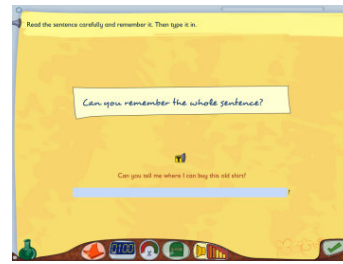 Read the sentence carefully and remember it. Then type it in.
Can you remember the whole sentence?
Can you tell me where I can buy this old shirt?